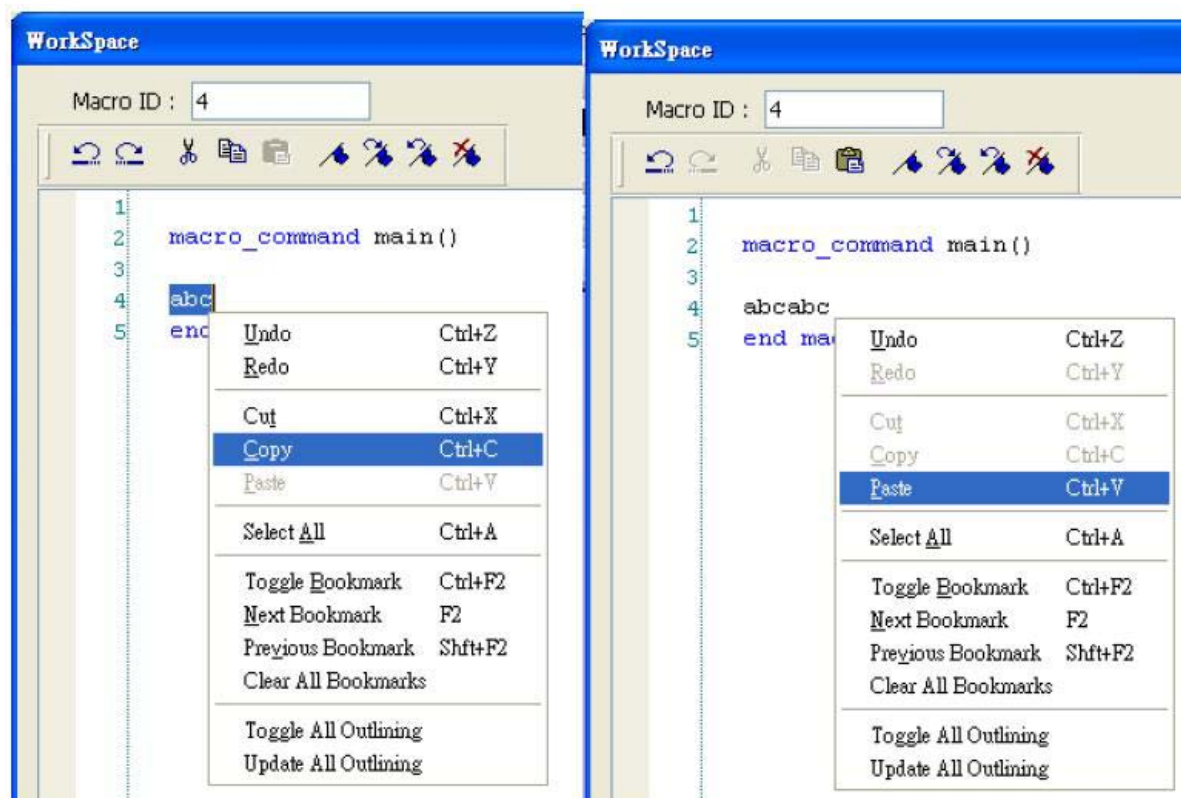 WorkSpace
Macro ID : 4
1
2 macro_command main()
3
4 abc
5 end
Undo Ctrl+Z
Redo Ctrl+Y
Cut Ctrl+X
Copy Ctrl+C
Paste Ctrl+V
Select All Ctrl+A
Toggle Bookmark Ctrl+F2
Next Bookmark F2
Previous Bookmark Shft+F2
Clear All Bookmarks
Toggle All Outlining
Update All Outlining
WorkSpace
Macro ID : 4
1
2 macro_command main()
3
4 abcabc
5 end mac
Undo Ctrl+Z
Redo Ctrl+Y
Cut Ctrl+X
Copy Ctrl+C
Paste Ctrl+V
Select All Ctrl+A
Toggle Bookmark Ctrl+F2
Next Bookmark F2
Previous Bookmark Shft+F2
Clear All Bookmarks
Toggle All Outlining
Update All Outlining